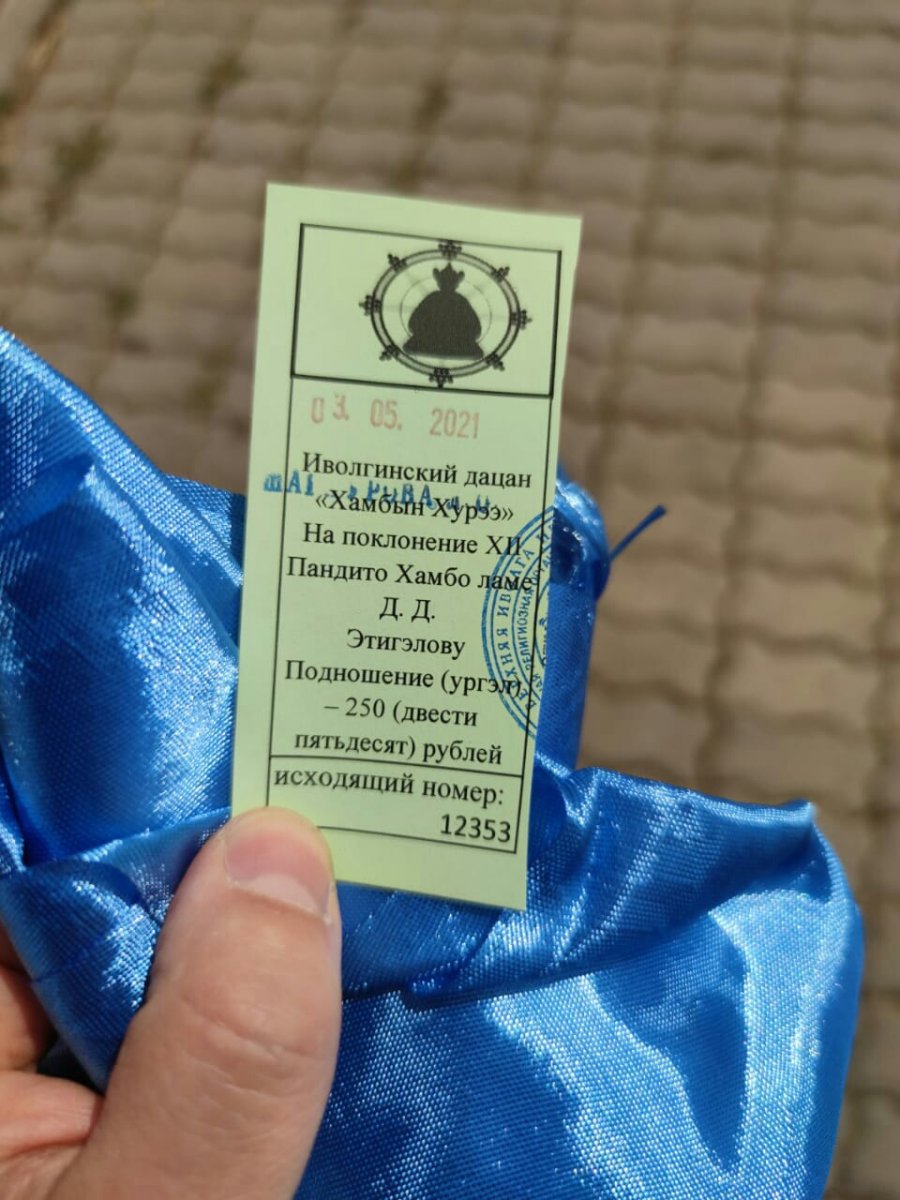 03. 05. 2021
Иволгинский дацан
«Хамбын Хурээ»
На поклонение XII
Пандито Хамбо ламе
Д. Д.
Этигэлову
Подношение (ургэл)
– 250 (двести
пятьдесят) рублей
исходящий номер:
12353
РЕЛИГИОЗНАЯ